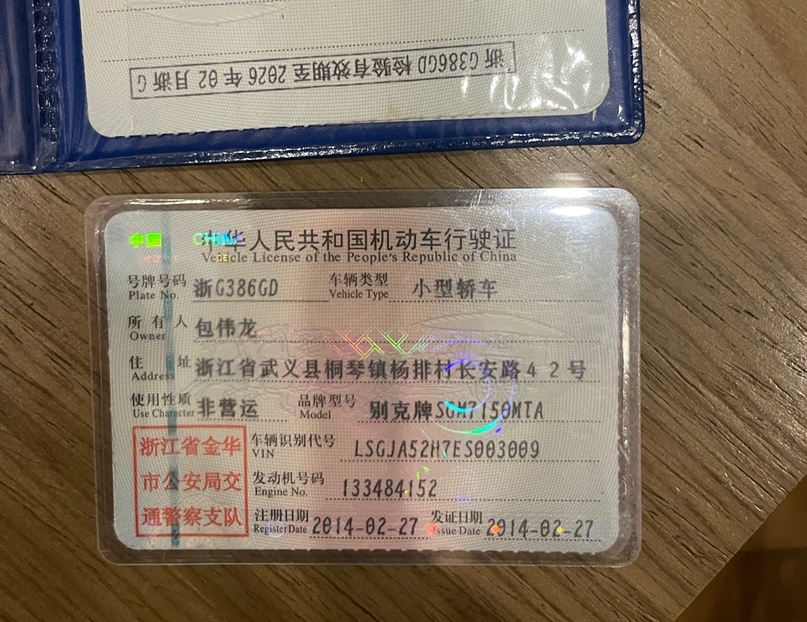 浙G386GD 检验有效期至 2026 年 02 月浙 G
中国 CHINA
中华人民共和国机动车行驶证
Vehicle License of the People's Republic of China
号牌号码 浙G386GD 车辆类型 小型轿车
Plate No. Vehicle Type
所有人 包伟龙
Owner
住址 浙江省武义县桐琴镇杨排村长安路42号
Address
使用性质 非营运 品牌型号 别克牌SGM7150MTA
Use Character Model
浙江省金华
市公安局交
通警察支队
车辆识别代号 LSGJA52H7ES003009
VIN
发动机号码 133484152
Engine No.
注册日期 2014-02-27 发证日期 2014-02-27
Register Date Issue Date